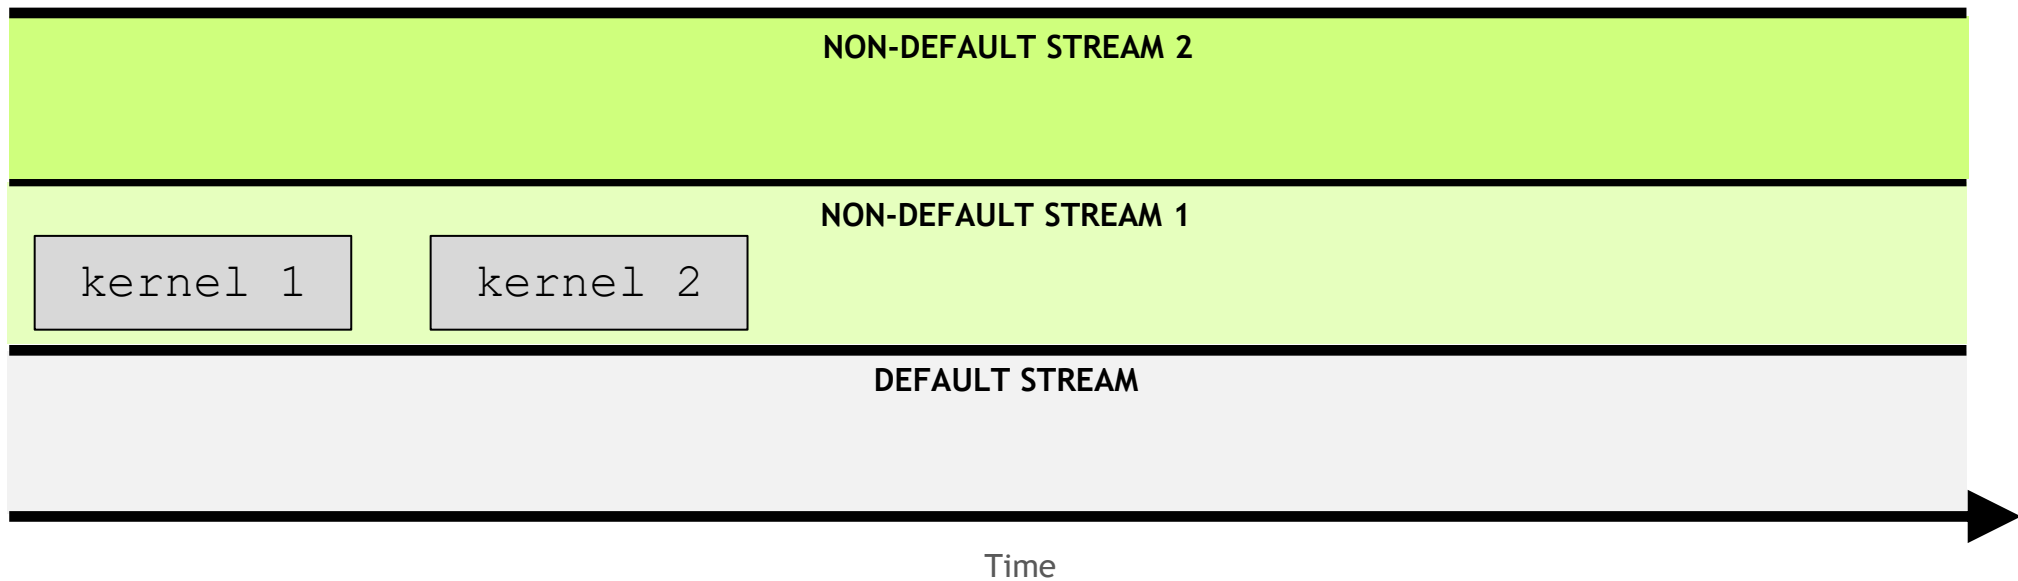 NON-DEFAULT STREAM 2
NON-DEFAULT STREAM 1
kernel 1
kernel 2
DEFAULT STREAM
Time